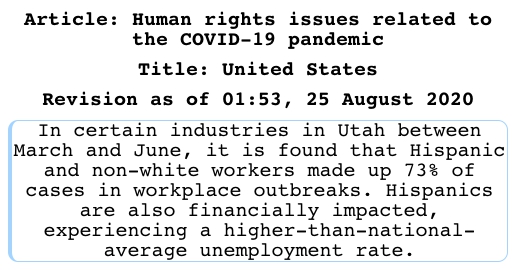 Article: Human rights issues related to
the COVID-19 pandemic
Title: United States
Revision as of 01:53, 25 August 2020
In certain industries in Utah between
March and June, it is found that Hispanic
and non-white workers made up 73% of
cases in workplace outbreaks. Hispanics
are also financially impacted,
experiencing a higher-than-national-
average unemployment rate.